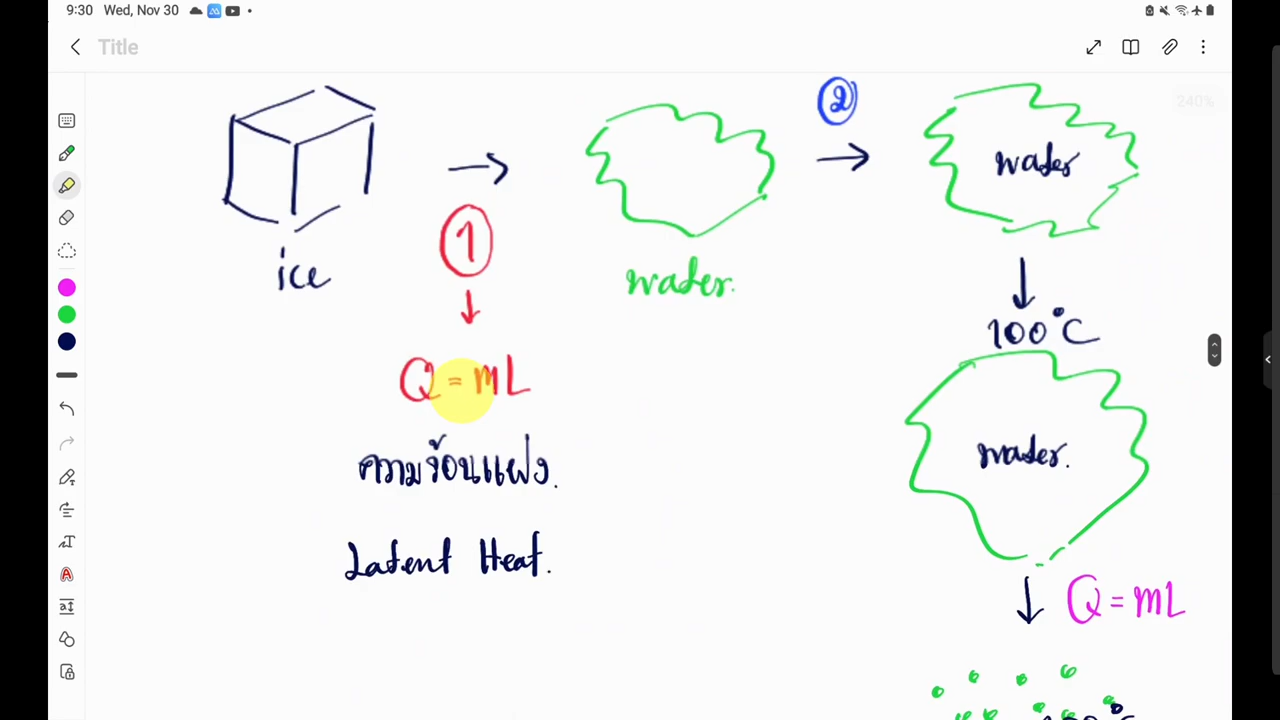 9:30 Wed, Nov 30
Title
240%
②
water
ice
①
water.
100°C
Q = mL
ความร้อนแฝง.
water.
Latent Heat.
Q = mL